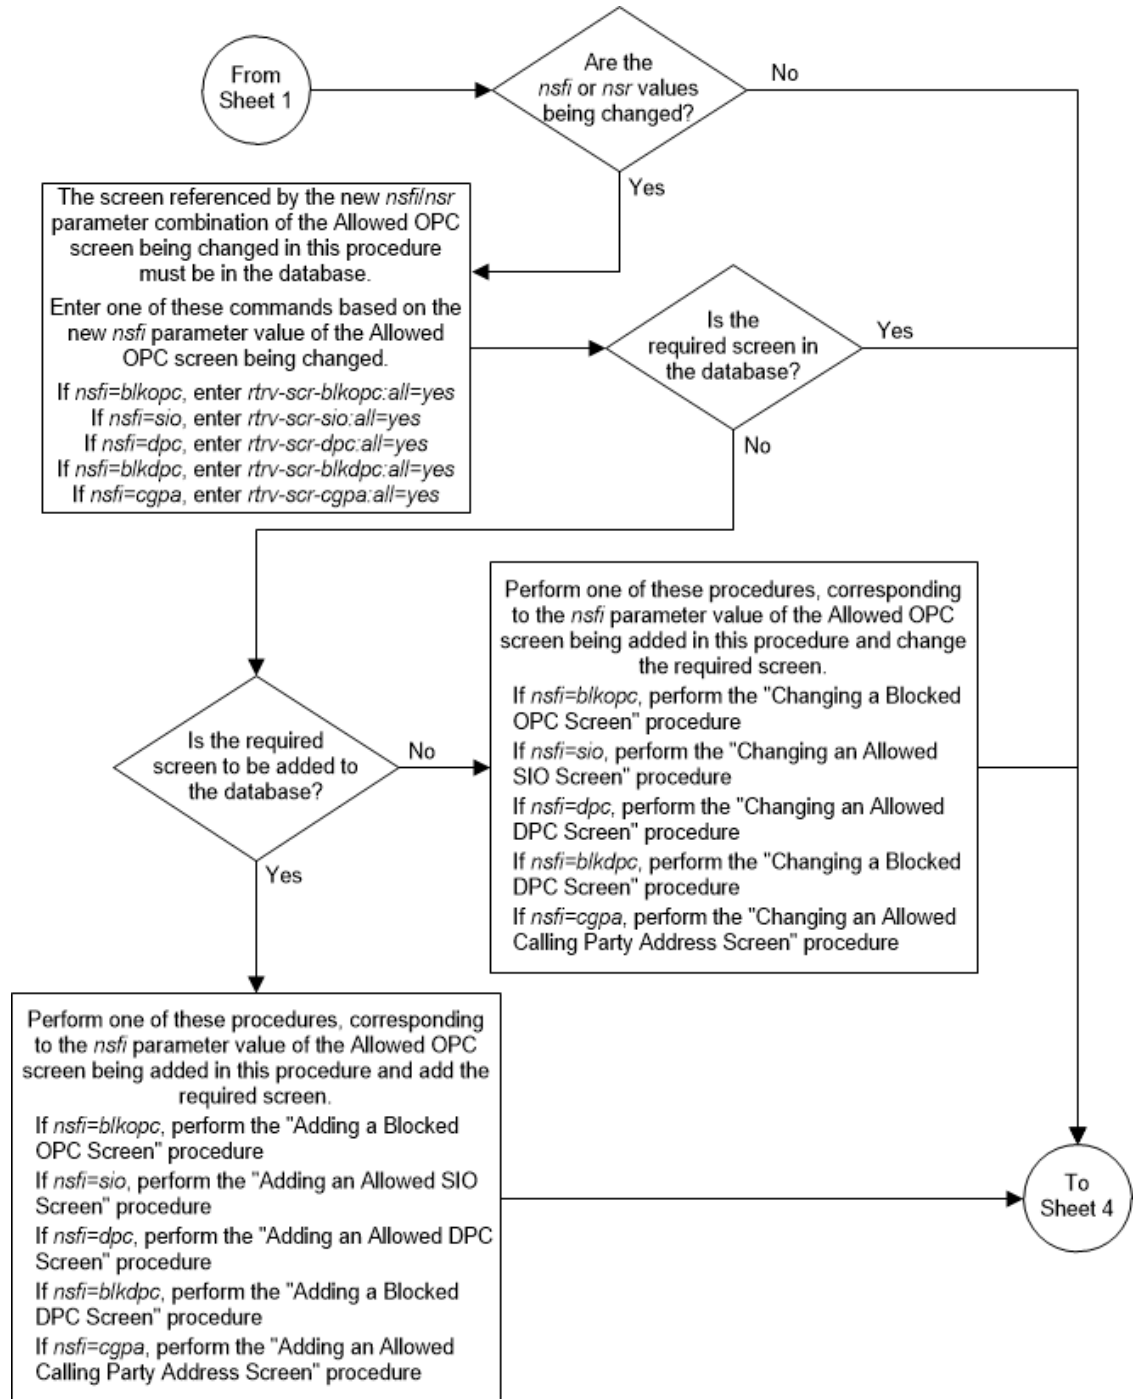 From
Sheet 1
Are the
nsfi or nsr values
being changed?
No
Yes
The screen referenced by the new nsfi/nsr
parameter combination of the Allowed OPC
screen being changed in this procedure
must be in the database.
Enter one of these commands based on the
new nsfi parameter value of the Allowed
OPC screen being changed.
If nsfi=blkopc, enter rtrv-scr-blkopc:all=yes
If nsfi=sio, enter rtrv-scr-sio:all=yes
If nsfi=dpc, enter rtrv-scr-dpc:all=yes
If nsfi=blkdpc, enter rtrv-scr-blkdpc:all=yes
If nsfi=cgpa, enter rtrv-scr-cgpa:all=yes
Is the
required screen in
the database?
Yes
No
Is the required
screen to be added to
the database?
No
Yes
Perform one of these procedures, corresponding
to the nsfi parameter value of the Allowed OPC
screen being added in this procedure and change
the required screen.
If nsfi=blkopc, perform the "Changing a Blocked
OPC Screen" procedure
If nsfi=sio, perform the "Changing an Allowed
SIO Screen" procedure
If nsfi=dpc, perform the "Changing an Allowed
DPC Screen" procedure
If nsfi=blkdpc, perform the "Changing a Blocked
DPC Screen" procedure
If nsfi=cgpa, perform the "Changing an Allowed
Calling Party Address Screen" procedure
Perform one of these procedures, corresponding
to the nsfi parameter value of the Allowed OPC
screen being added in this procedure and add the
required screen.
If nsfi=blkopc, perform the "Adding a Blocked
OPC Screen" procedure
If nsfi=sio, perform the "Adding an Allowed SIO
Screen" procedure
If nsfi=dpc, perform the "Adding an Allowed DPC
Screen" procedure
If nsfi=blkdpc, perform the "Adding a Blocked
DPC Screen" procedure
If nsfi=cgpa, perform the "Adding an Allowed
Calling Party Address Screen" procedure
To
Sheet 4